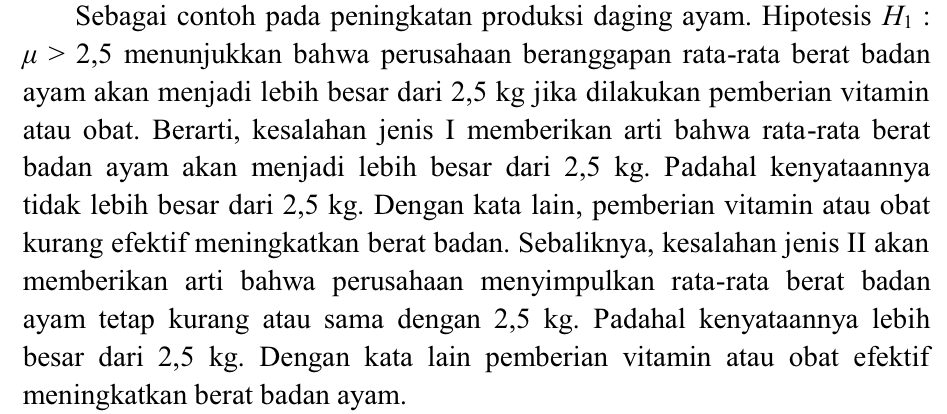 Sebagai contoh pada peningkatan produksi daging ayam. Hipotesis H₁ :
μ > 2,5 menunjukkan bahwa perusahaan beranggapan rata-rata berat badan
ayam akan menjadi lebih besar dari 2,5 kg jika dilakukan pemberian vitamin
atau obat. Berarti, kesalahan jenis I memberikan arti bahwa rata-rata berat
badan ayam akan menjadi lebih besar dari 2,5 kg. Padahal kenyataannya
tidak lebih besar dari 2,5 kg. Dengan kata lain, pemberian vitamin atau obat
kurang efektif meningkatkan berat badan. Sebaliknya, kesalahan jenis II akan
memberikan arti bahwa perusahaan menyimpulkan rata-rata berat badan
ayam tetap kurang atau sama dengan 2,5 kg. Padahal kenyataannya lebih
besar dari 2,5 kg. Dengan kata lain pemberian vitamin atau obat efektif
meningkatkan berat badan ayam.